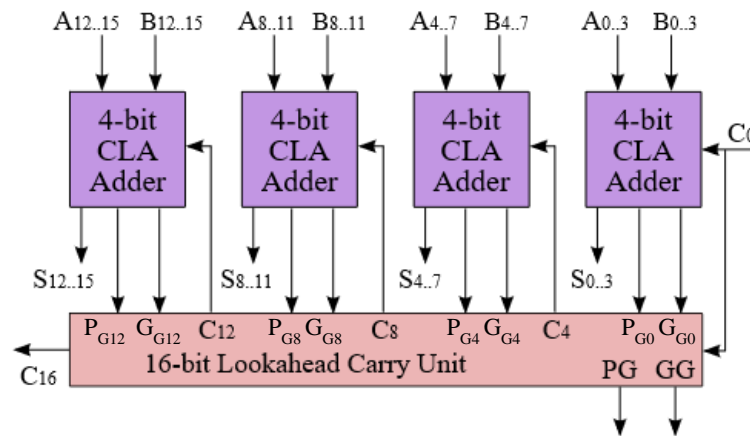 A12..15 B12..15 A8..11 B8..11 A4..7 B4..7 A0..3 B0..3
4-bit CLA Adder
4-bit CLA Adder
4-bit CLA Adder
4-bit CLA Adder
C0
S12..15 S8..11 S4..7 S0..3
PG12 GG12 C12 PG8 GG8 C8 PG4 GG4 C4 PG0 GG0
16-bit Lookahead Carry Unit
PG GG
C16